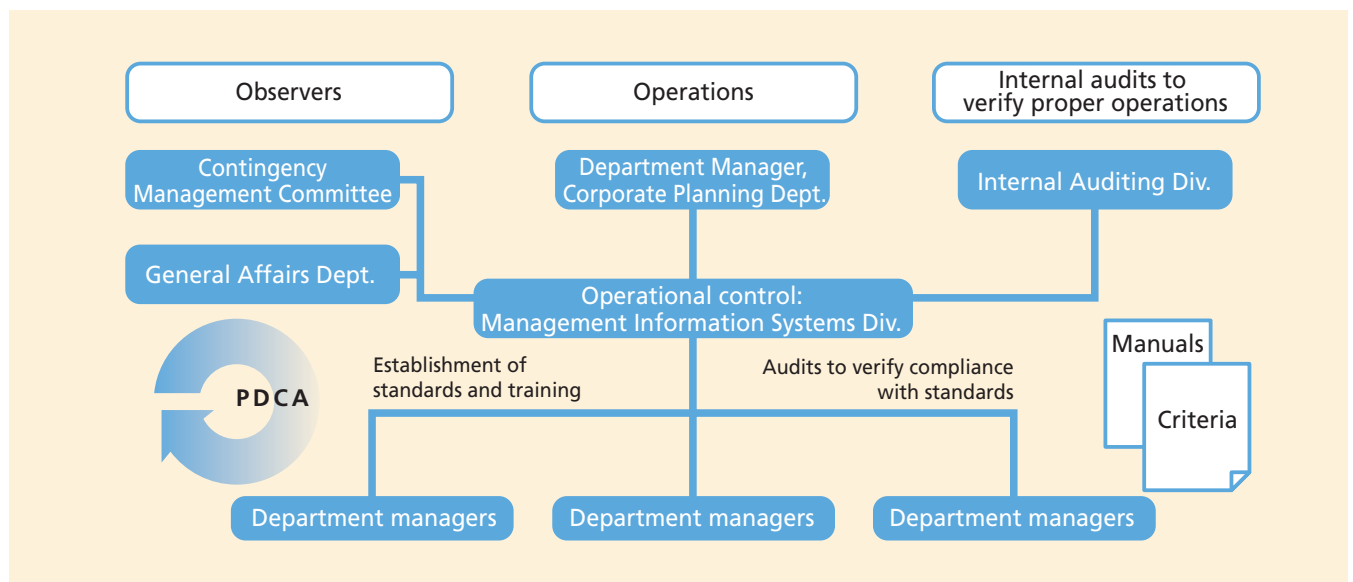 Observers
Operations
Internal audits to
verify proper operations
Contingency
Management Committee
Department Manager,
Corporate Planning Dept.
Internal Auditing Div.
General Affairs Dept.
Operational control:
Management Information Systems Div.
PDCA
Establishment of
standards and training
Audits to verify compliance
with standards
Manuals
Criteria
Department managers
Department managers
Department managers